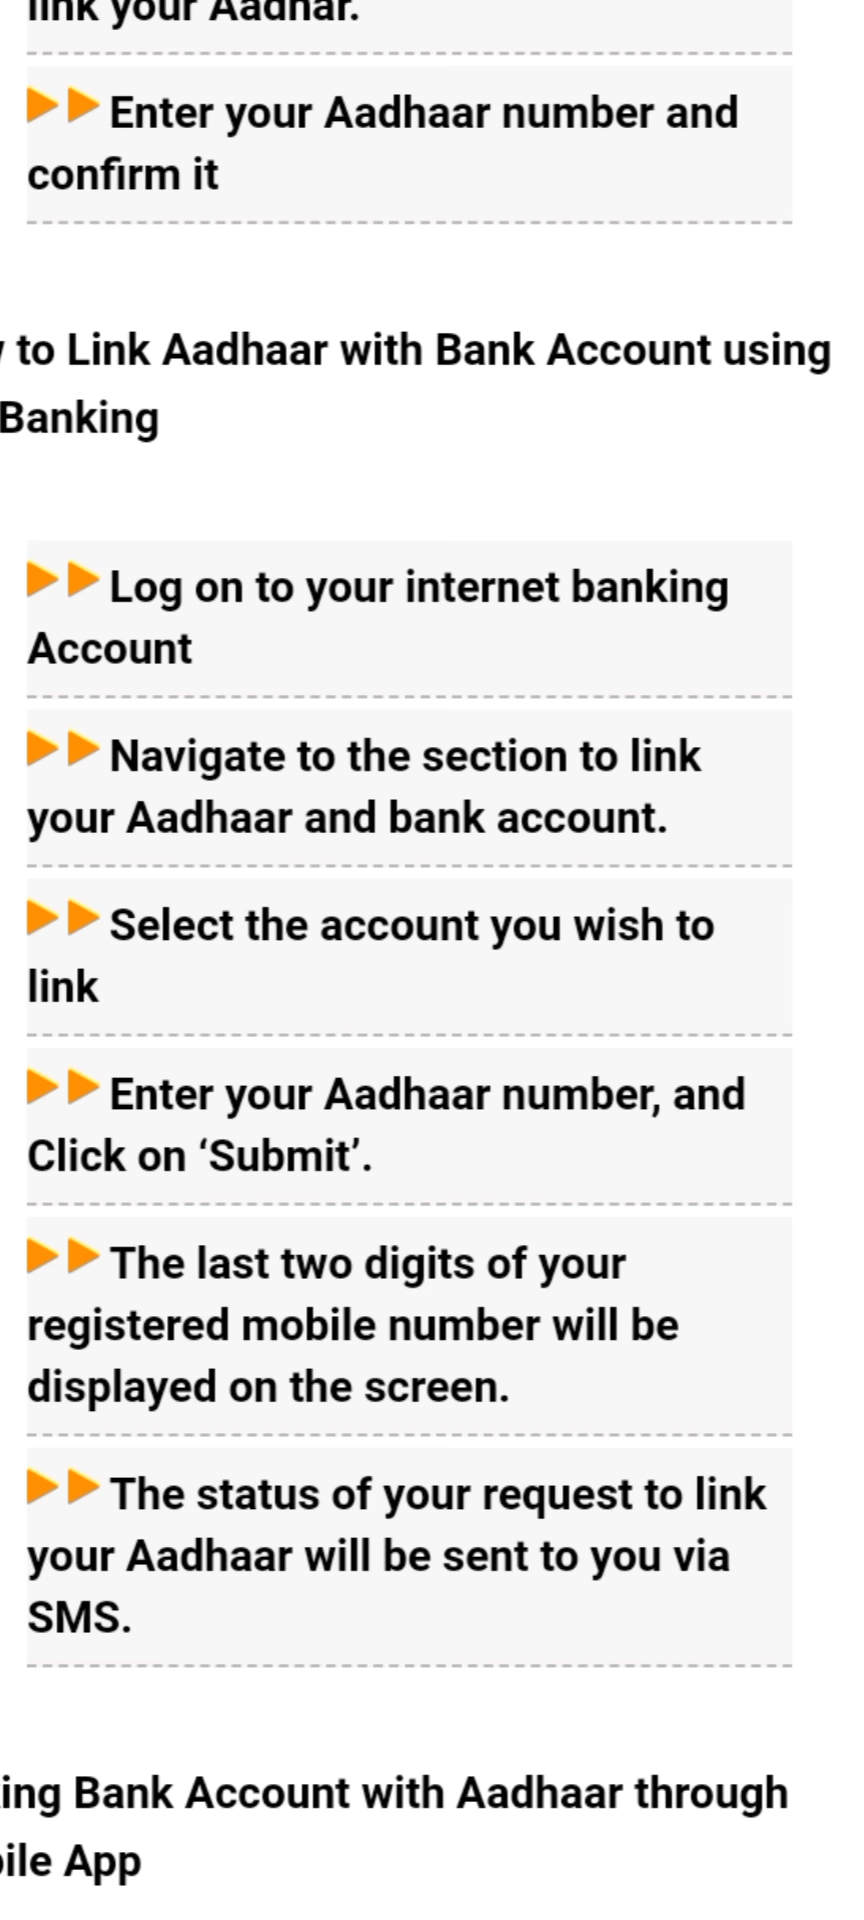 link your Aadhar.
Enter your Aadhaar number and
confirm it
to Link Aadhaar with Bank Account using
Banking
Log on to your internet banking
Account
Navigate to the section to link
your Aadhaar and bank account.
Select the account you wish to
link
Enter your Aadhaar number, and
Click on ‘Submit’.
The last two digits of your
registered mobile number will be
displayed on the screen.
The status of your request to link
your Aadhaar will be sent to you via
SMS.
Bank Account with Aadhaar through
App